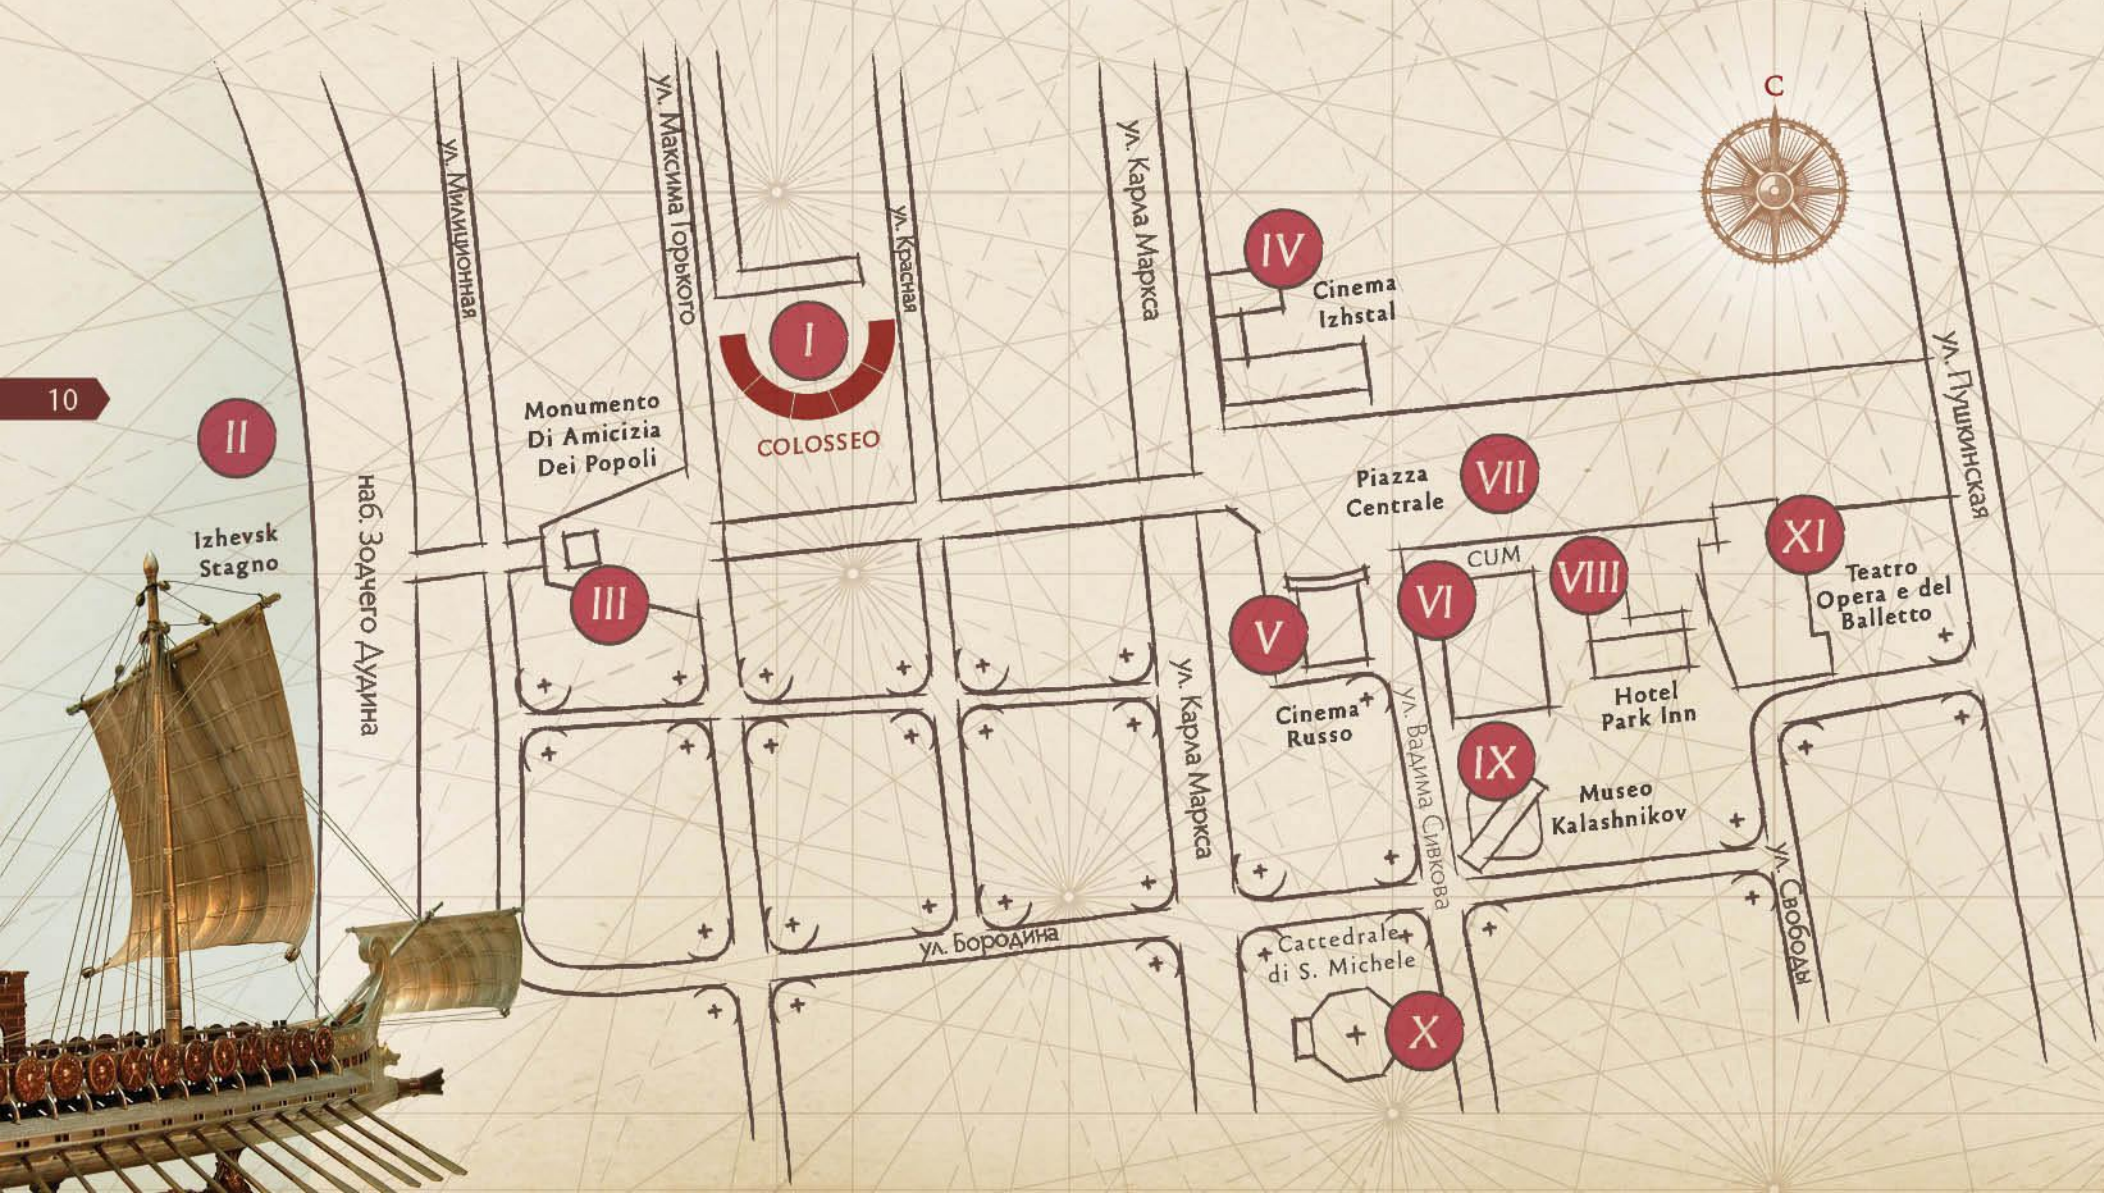 С
ул. Милиционная
ул. Максима Горького
ул. Красная
ул. Карла Маркса
IV
Cinema
Izhstal
I
COLOSSEO
10
II
Izhevsk
Stagno
наб. Зодчего Дудина
Monumento
Di Amicizia
Dei Popoli
III
Piazza
Centrale
VII
ул. Пушкинская
CUM
VI
VIII
XI
Teatro
Opera e del
Balletto
V
Cinema
Russo
Hotel
Park Inn
ул. Карла Маркса
ул. Вадима Сивкова
IX
Museo
Kalashnikov
ул. Свободы
ул. Бородина
Cattedrale
di S. Michele
X